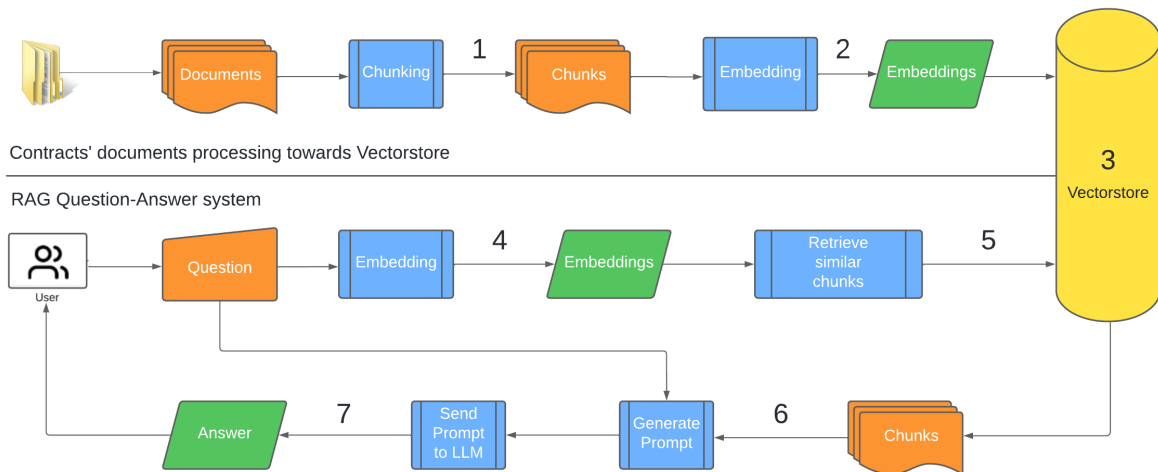 Documents
Chunking
1
Chunks
Embedding
2
Embeddings
Contracts' documents processing towards Vectorstore
3
Vectorstore
RAG Question-Answer system
User
Question
Embedding
4
Embeddings
Retrieve
similar
chunks
5
Answer
7
Send
Prompt
to LLM
Generate
Prompt
6
Chunks